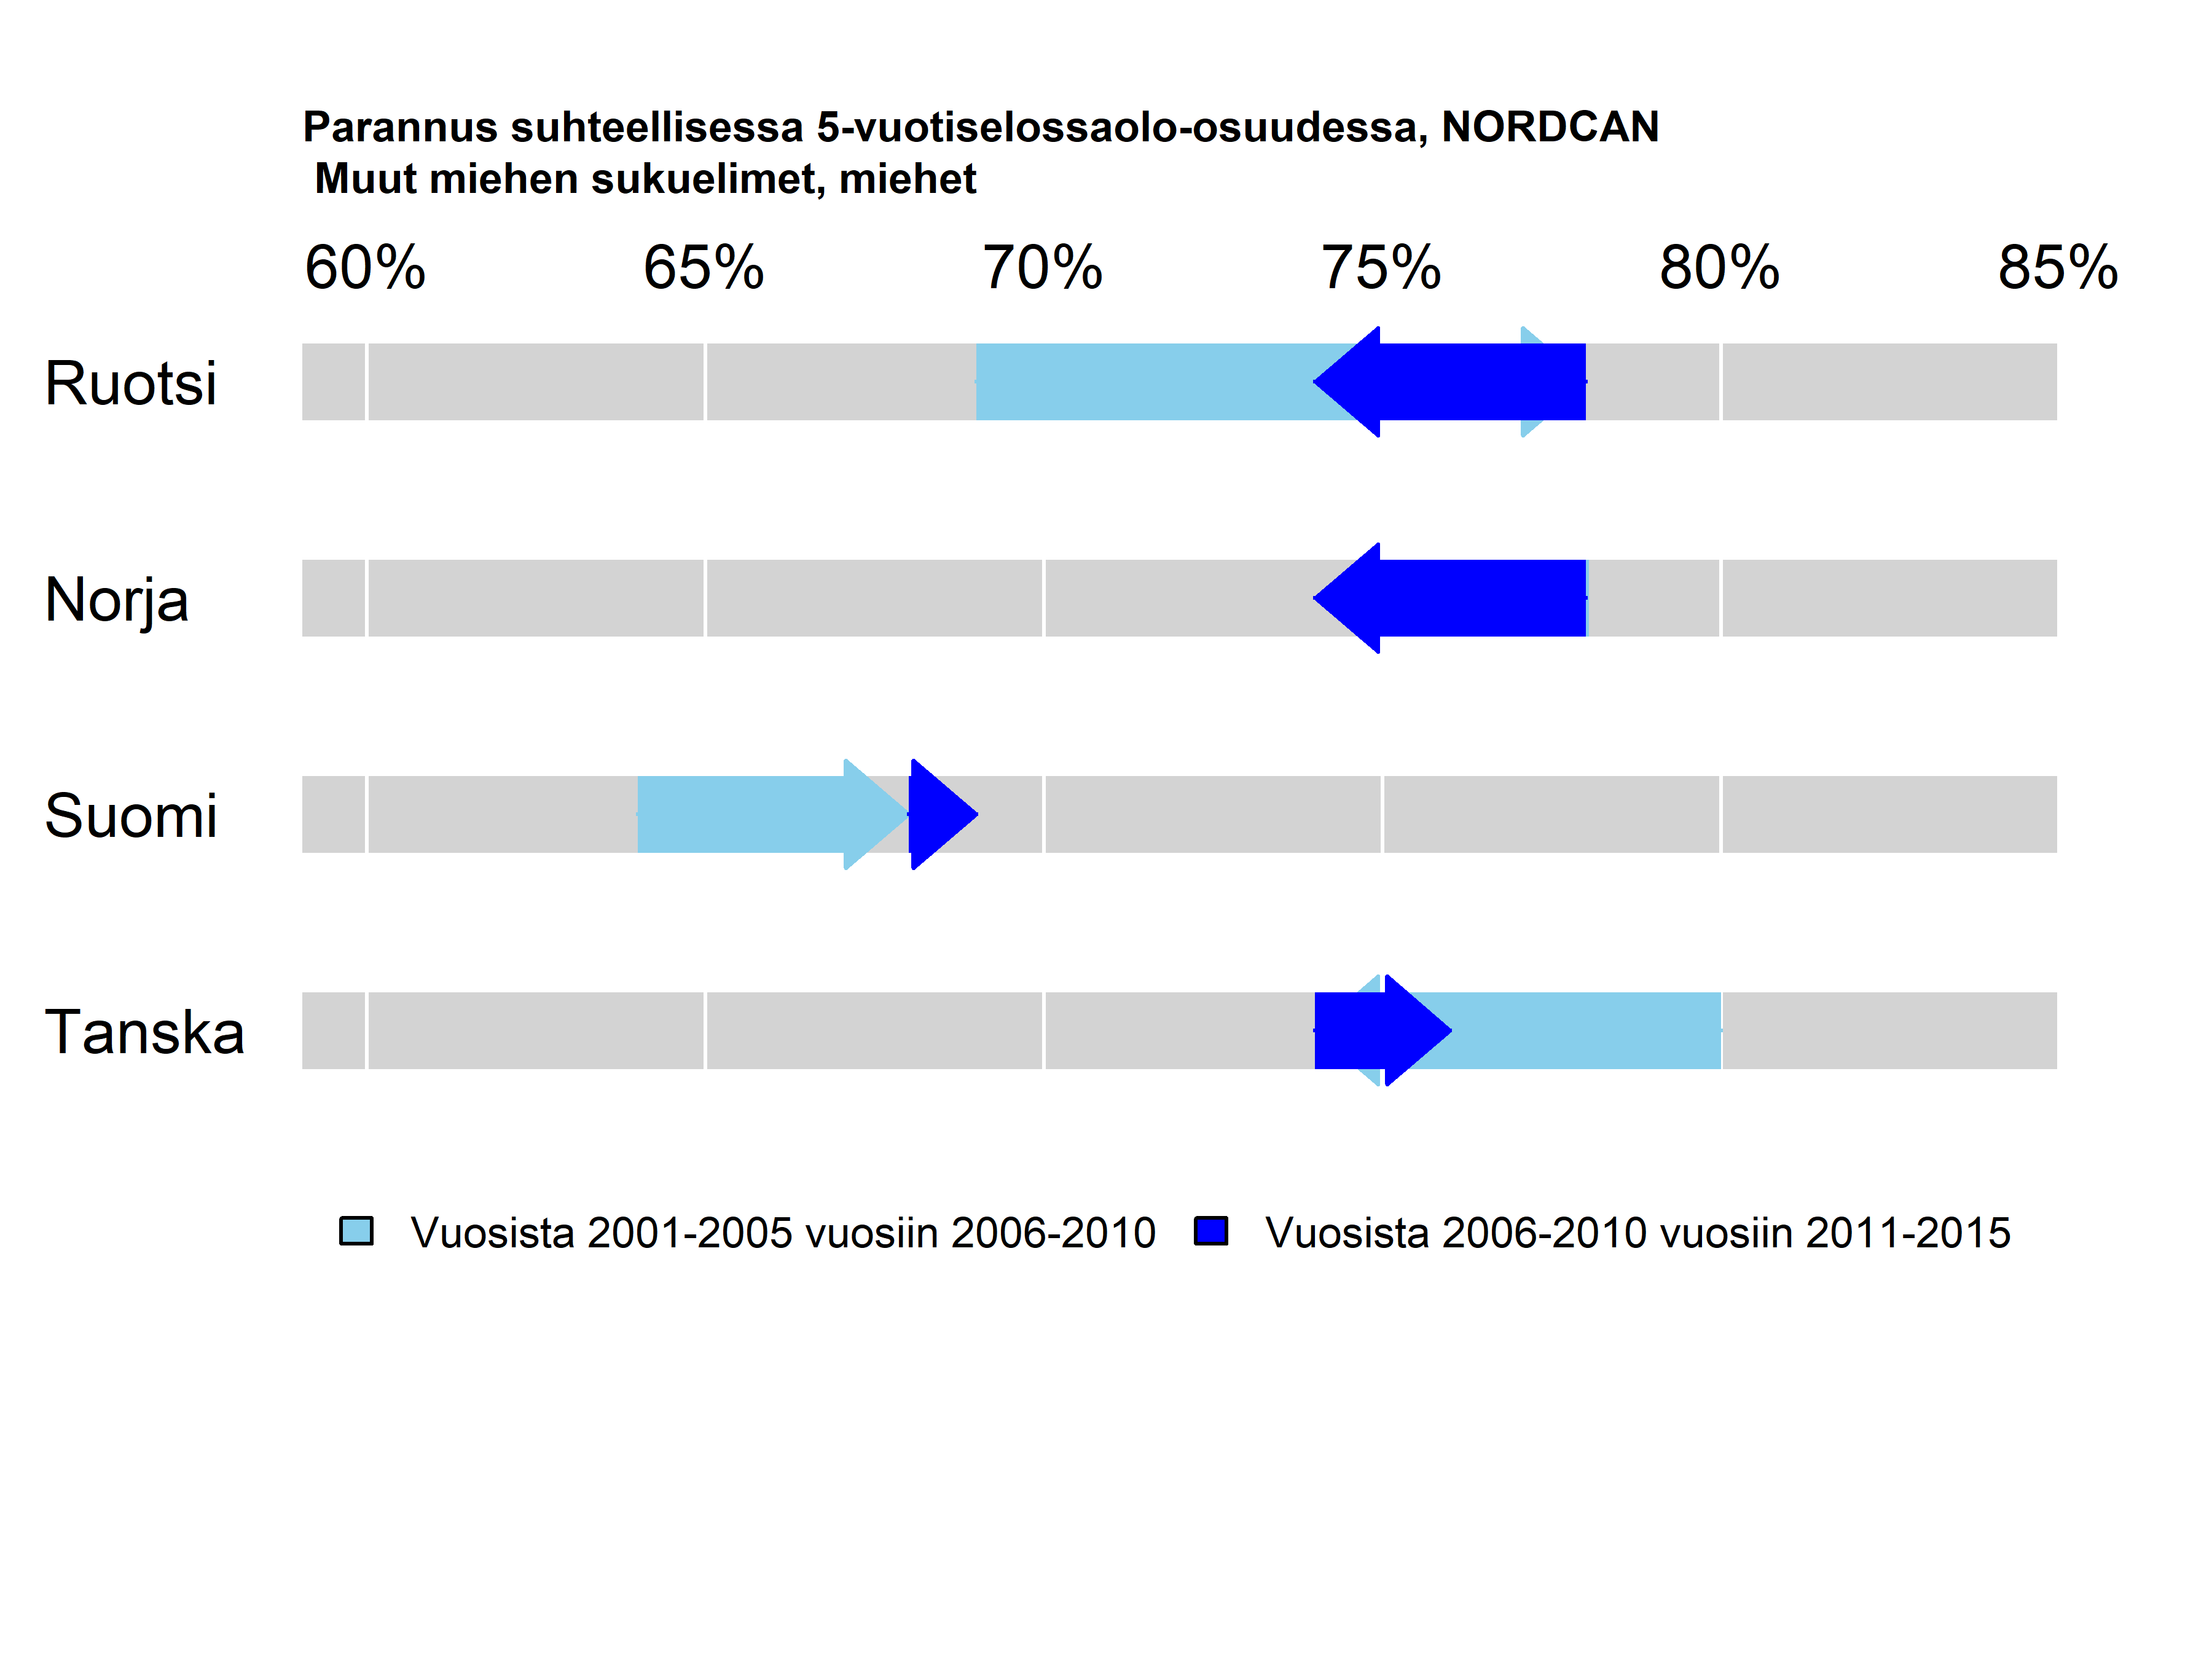 Parannus suhteellisessa 5-vuotiselossaolo-osuudessa, NORDCAN
Muut miehen sukuelimet, miehet
60% 65% 70% 75% 80% 85%
Ruotsi
Norja
Suomi
Tanska
Vuosista 2001-2005 vuosiin 2006-2010 Vuosista 2006-2010 vuosiin 2011-2015